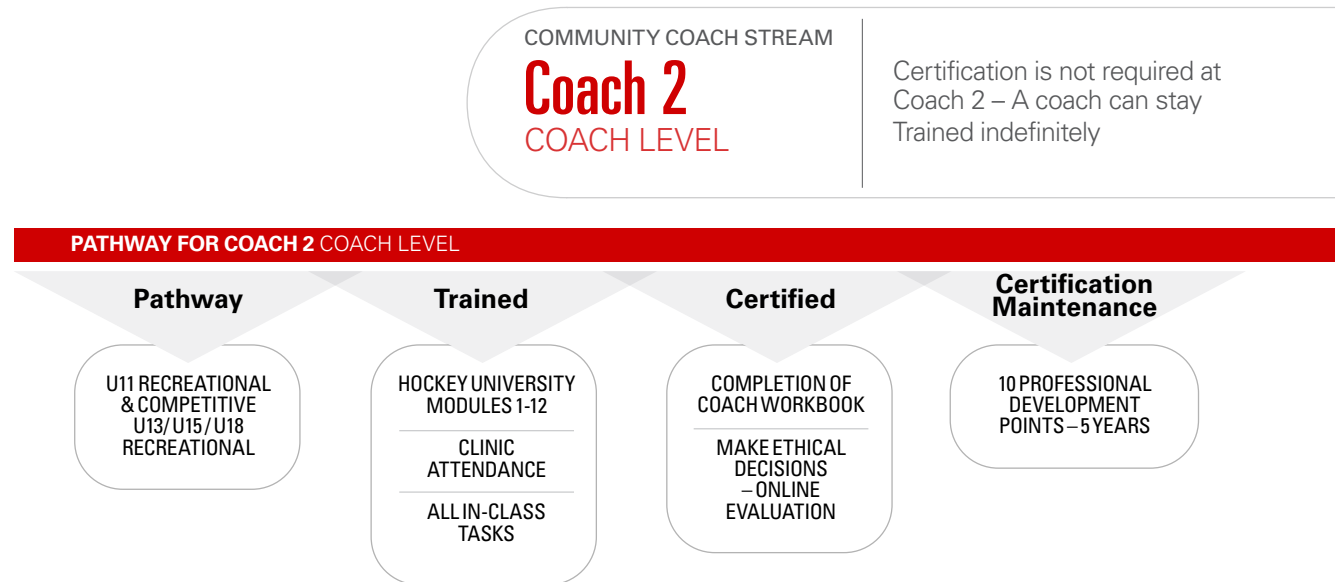 COMMUNITY COACH STREAM
Coach 2
COACH LEVEL
Certification is not required at
Coach 2 – A coach can stay
Trained indefinitely
PATHWAY FOR COACH 2 COACH LEVEL
Pathway
U11 RECREATIONAL
& COMPETITIVE
U13/ U15 / U18
RECREATIONAL
Trained
HOCKEY UNIVERSITY
MODULES 1-12
CLINIC
ATTENDANCE
ALL IN-CLASS
TASKS
Certified
COMPLETION OF
COACH WORKBOOK
MAKE ETHICAL
DECISIONS
– ONLINE
EVALUATION
Certification
Maintenance
10 PROFESSIONAL
DEVELOPMENT
POINTS – 5 YEARS